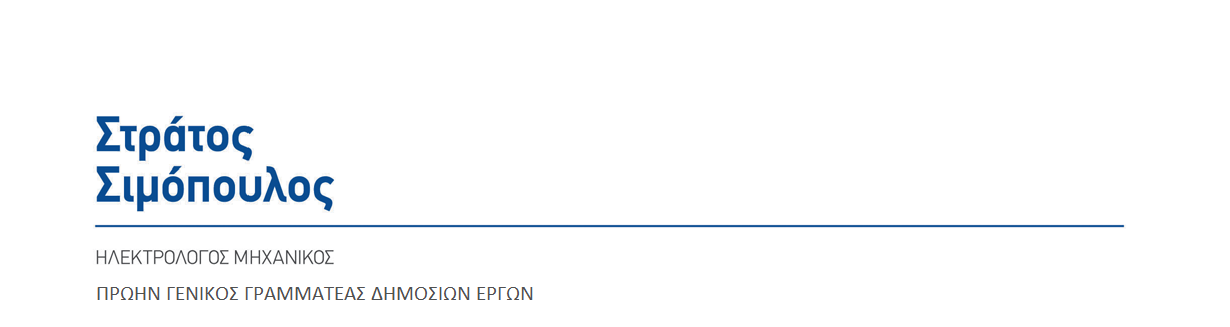 Στράτος
Σιμόπουλος
ΗΛΕΚΤΡΟΛΟΓΟΣ ΜΗΧΑΝΙΚΟΣ
ΠΡΩΗΝ ΓΕΝΙΚΟΣ ΓΡΑΜΜΑΤΕΑΣ ΔΗΜΟΣΙΩΝ ΕΡΓΩΝ